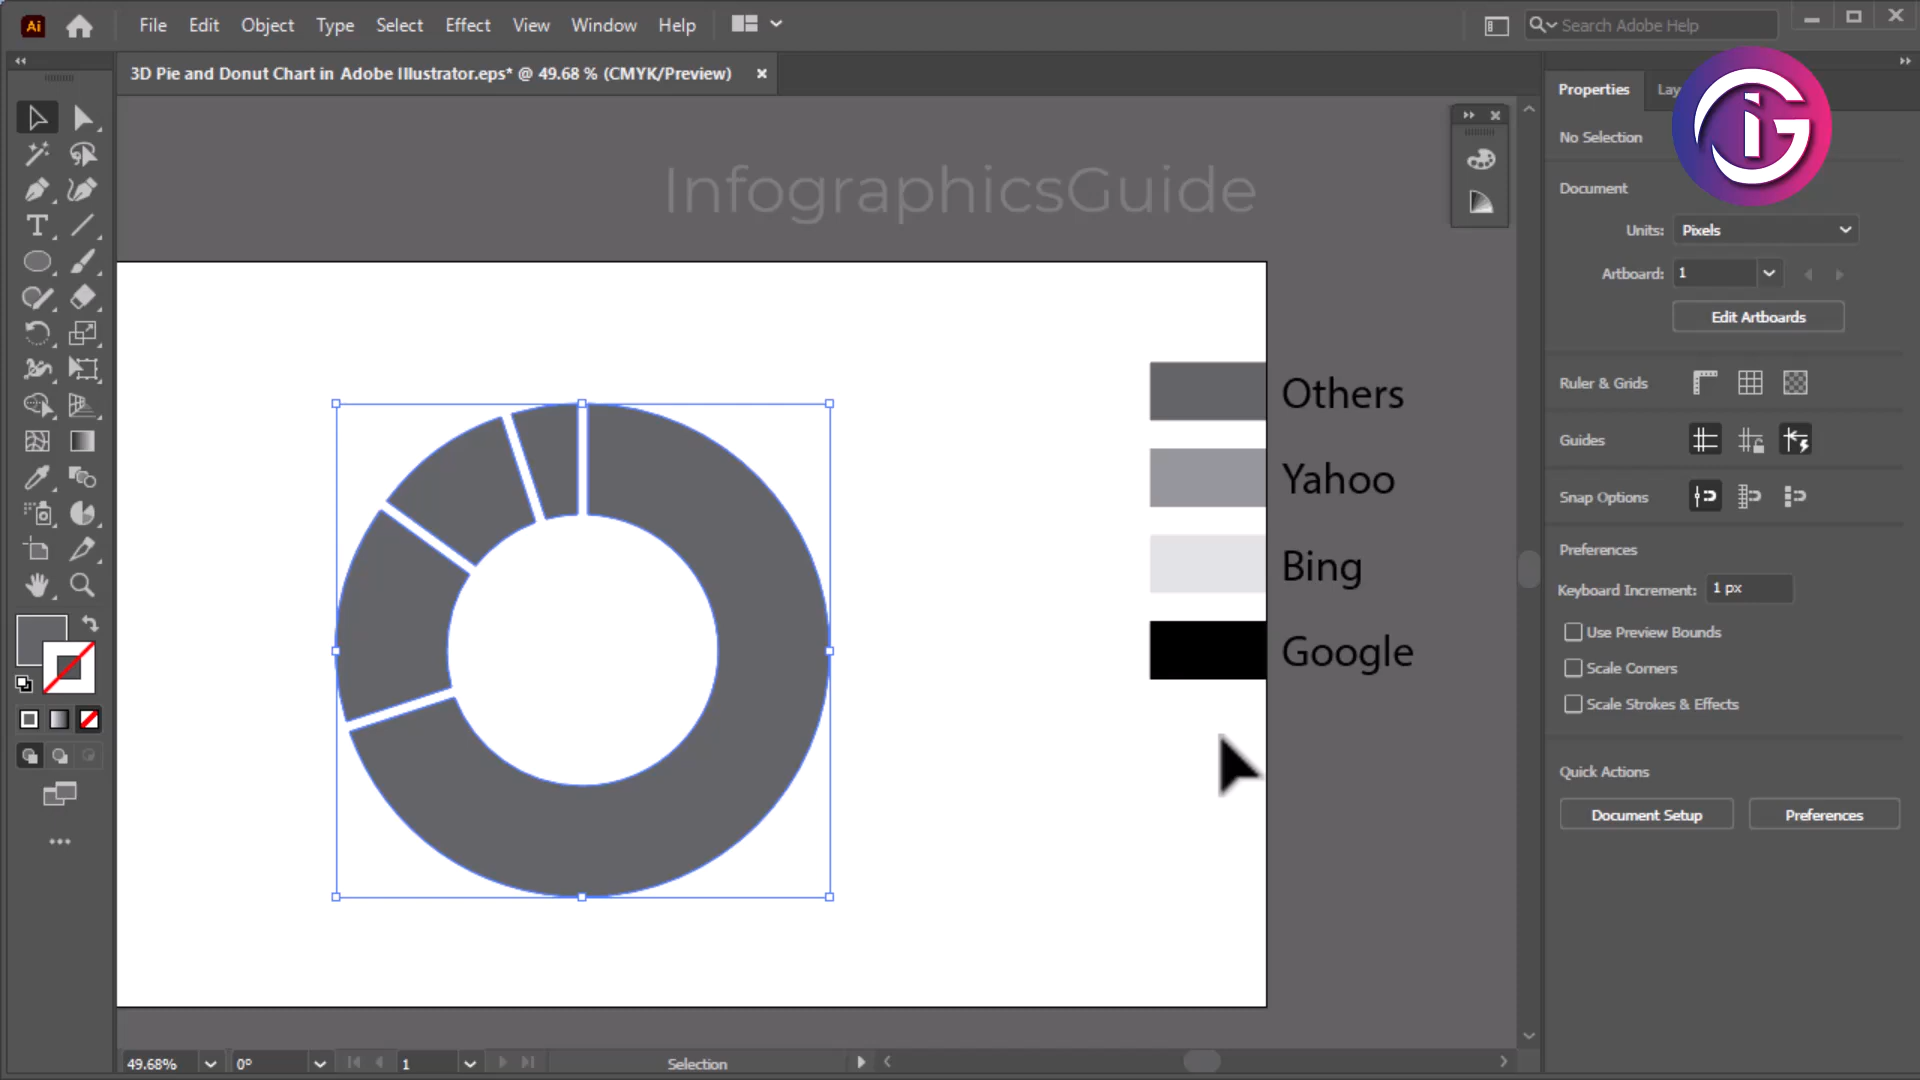 Ai
File Edit Object Type Select Effect View Window Help
Search Adobe Help
3D Pie and Donut Chart in Adobe Illustrator.eps* @ 49.68 % (CMYK/Preview)
Properties
Lay
iG
No Selection
InfographicsGuide
Document
Units: Pixels
Artboard: 1
Edit Artboards
Others
Yahoo
Bing
Google
Ruler & Grids
Guides
Snap Options
Preferences
Keyboard Increment: 1 px
Use Preview Bounds
Scale Corners
Scale Strokes & Effects
Quick Actions
Document Setup
Preferences
49.68%
0°
1
Selection